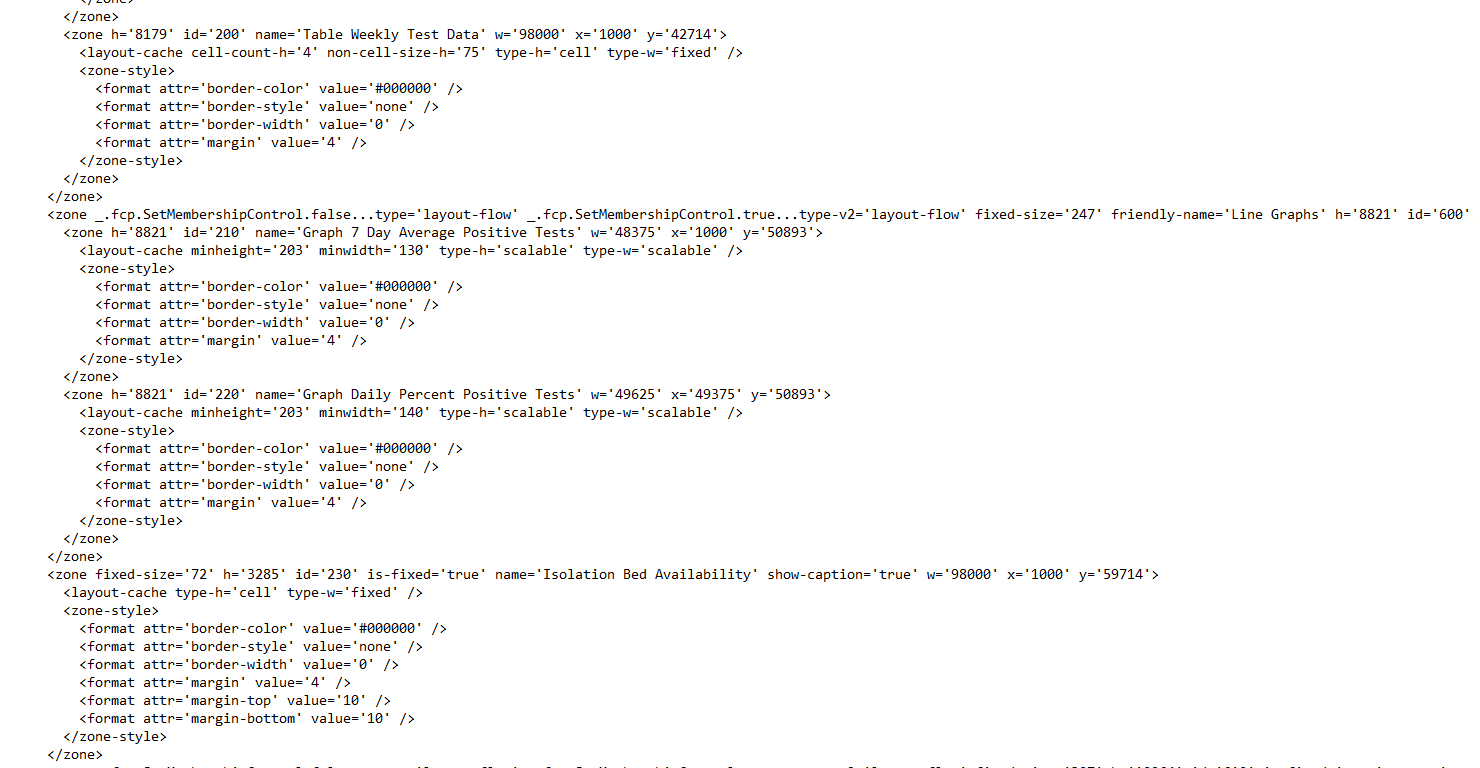 </zone>
</zone>
<zone h='8179' id='200' name='Table Weekly Test Data' w='98000' x='1000' y='42714'>
<layout-cache cell-count-h='4' non-cell-size-h='75' type-h='cell' type-w='fixed' />
<zone-style>
<format attr='border-color' value='#000000' />
<format attr='border-style' value='none' />
<format attr='border-width' value='0' />
<format attr='margin' value='4' />
</zone-style>
</zone>
</zone>
<zone _.fcp.SetMembershipControl.false...type='layout-flow' _.fcp.SetMembershipControl.true...type-v2='layout-flow' fixed-size='247' friendly-name='Line Graphs' h='8821' id='600'
<zone h='8821' id='210' name='Graph 7 Day Average Positive Tests' w='48375' x='1000' y='50893'>
<layout-cache minheight='203' minwidth='130' type-h='scalable' type-w='scalable' />
<zone-style>
<format attr='border-color' value='#000000' />
<format attr='border-style' value='none' />
<format attr='border-width' value='0' />
<format attr='margin' value='4' />
</zone-style>
</zone>
<zone h='8821' id='220' name='Graph Daily Percent Positive Tests' w='49625' x='49375' y='50893'>
<layout-cache minheight='203' minwidth='140' type-h='scalable' type-w='scalable' />
<zone-style>
<format attr='border-color' value='#000000' />
<format attr='border-style' value='none' />
<format attr='border-width' value='0' />
<format attr='margin' value='4' />
</zone-style>
</zone>
</zone>
<zone fixed-size='72' h='3285' id='230' is-fixed='true' name='Isolation Bed Availability' show-caption='true' w='98000' x='1000' y='59714'>
<layout-cache type-h='cell' type-w='fixed' />
<zone-style>
<format attr='border-color' value='#000000' />
<format attr='border-style' value='none' />
<format attr='border-width' value='0' />
<format attr='margin' value='4' />
<format attr='margin-top' value='10' />
<format attr='margin-bottom' value='10' />
</zone-style>
</zone>